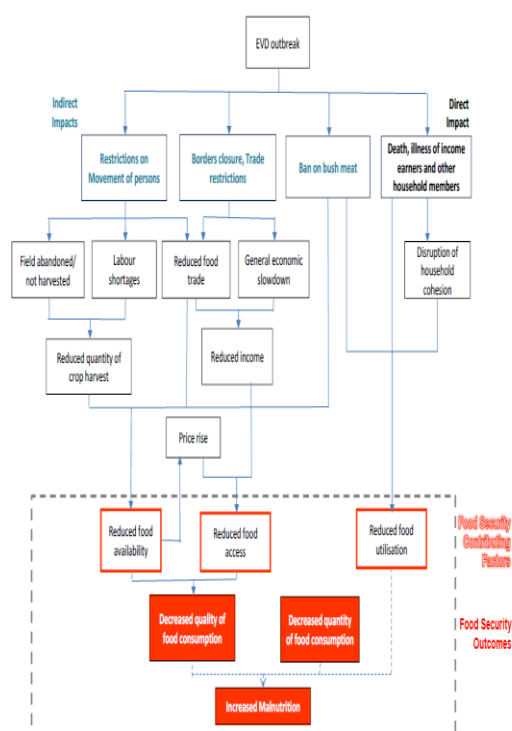 EVD outbreak
Indirect
Impacts
Direct
Impact
Restrictions on
Movement of persons
Borders closure, Trade
restrictions
Ban on bush meat
Death, illness of income
earners and other
household members
Field abandoned/
not harvested
Labour
shortages
Reduced food
trade
General economic
slowdown
Disruption of
household
cohesion
Reduced quantity of
crop harvest
Reduced income
Price rise
Reduced food
availability
Reduced food
access
Reduced food
utilisation
Food Security
Contributing
Factors
Decreased quality of
food consumption
Decreased quantity
of food consumption
Food Security
Outcomes
Increased Malnutrition